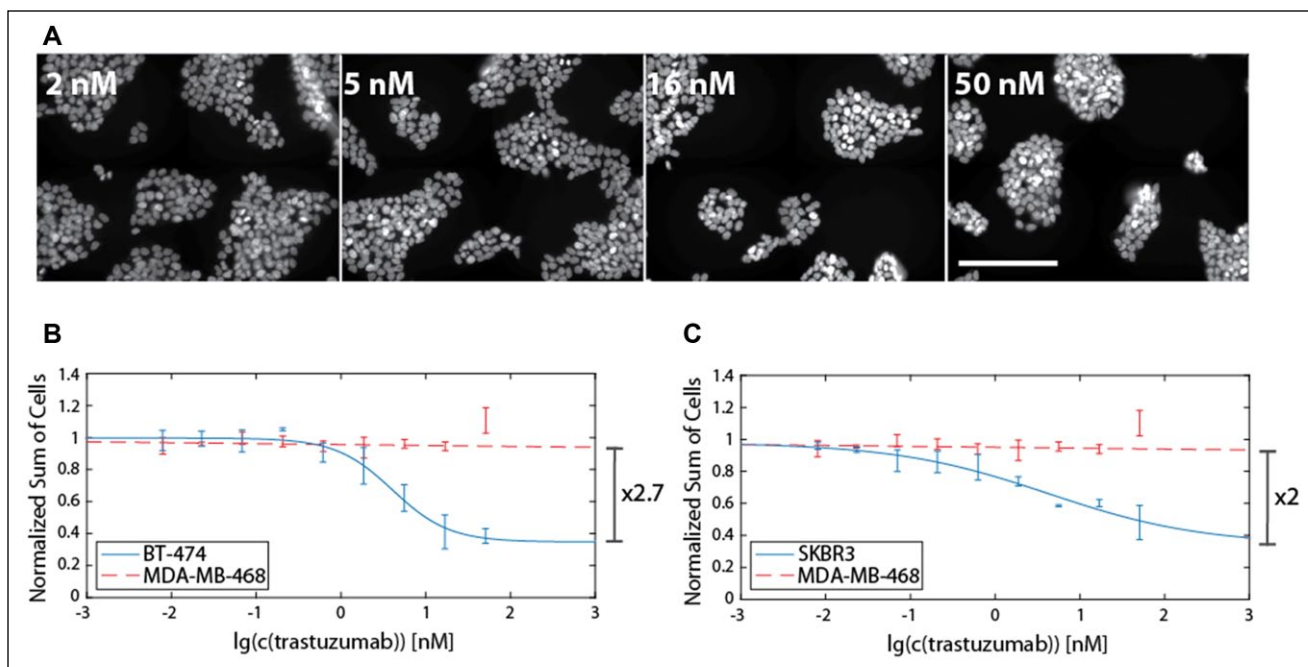 A
2 nM
5 nM
16 nM
50 nM
B
Normalized Sum of Cells
1.4
1.2
1
0.8
0.6
0.4
0.2
0
-3
-2
-1
0
1
2
3
lg(c(trastuzumab)) [nM]
BT-474
MDA-MB-468
x2.7
C
Normalized Sum of Cells
1.4
1.2
1
0.8
0.6
0.4
0.2
0
-3
-2
-1
0
1
2
3
lg(c(trastuzumab)) [nM]
SKBR3
MDA-MB-468
x2